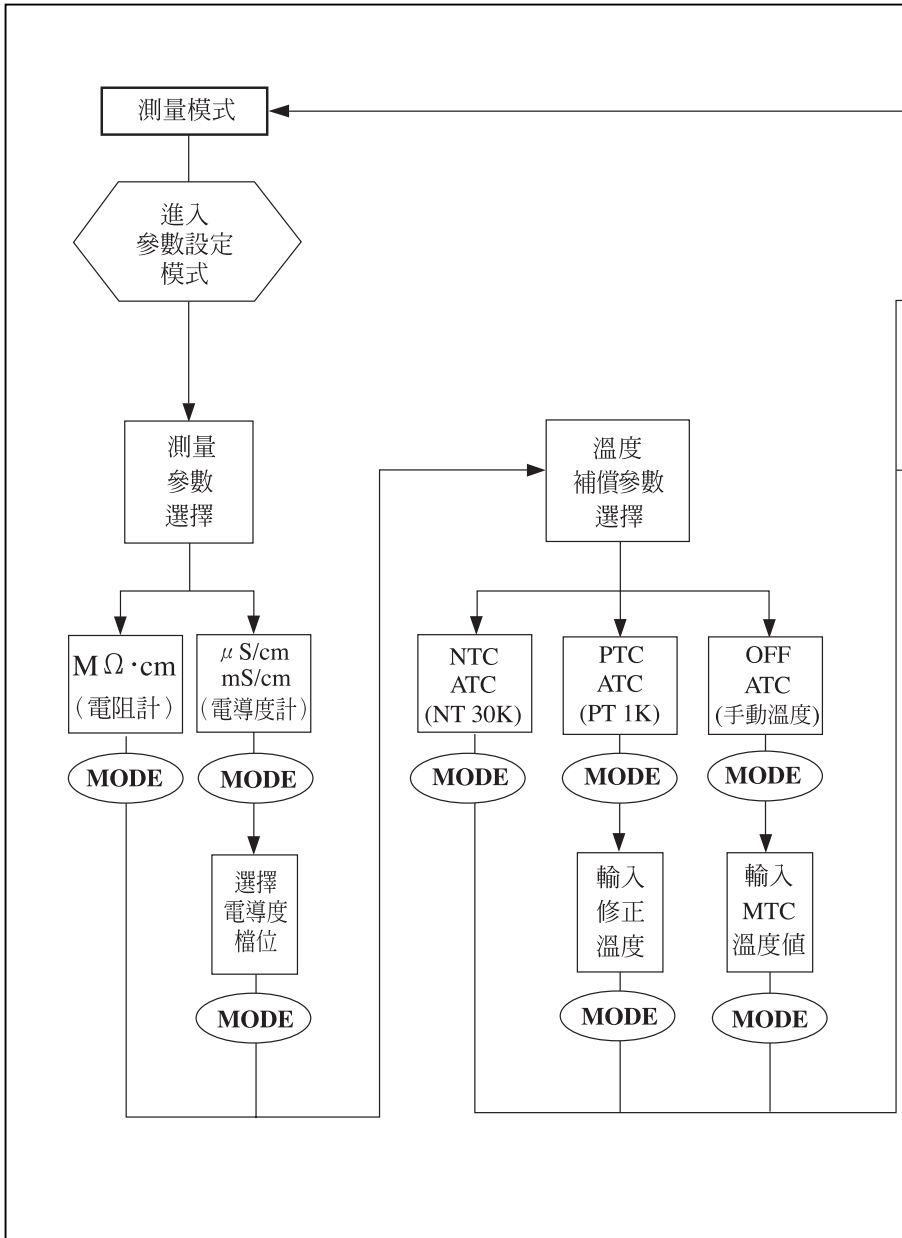 測量模式
進入
參數設定
模式
測量
參數
選擇
MΩ·cm
(電阻計)
MODE
μS/cm
mS/cm
(電導度計)
MODE
選擇
電導度
檔位
MODE
溫度
補償參數
選擇
NTC
ATC
(NT 30K)
MODE
PTC
ATC
(PT 1K)
MODE
輸入
修正
溫度
MODE
OFF
ATC
(手動溫度)
MODE
輸入
MTC
溫度值
MODE